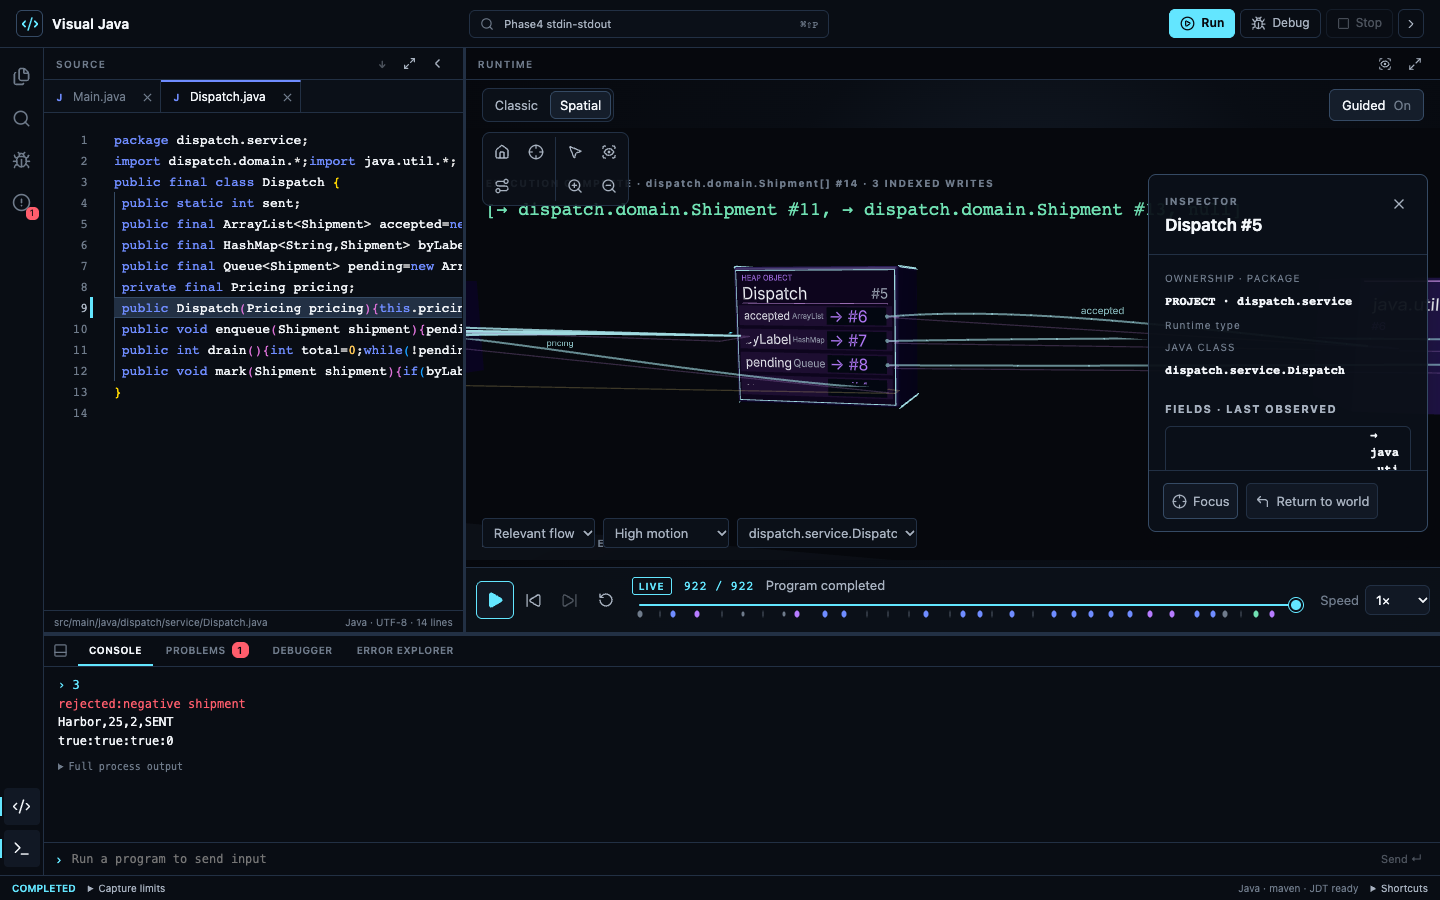 Visual Java
Phase4 stdin-stdout
⌘⇧P
Run
Debug
Stop
SOURCE
J Main.java
J Dispatch.java
1 package dispatch.service;
2 import dispatch.domain.*;import java.util.*;
3 public final class Dispatch {
4 public static int sent;
5 public final ArrayList<Shipment> accepted=ne
6 public final HashMap<String,Shipment> byLabe
7 public final Queue<Shipment> pending=new Arr
8 private final Pricing pricing;
9 public Dispatch(Pricing pricing){this.pricin
10 public void enqueue(Shipment shipment){pendi
11 public int drain(){int total=0;while(!pendin
12 public void mark(Shipment shipment){if(byLab
13 }
14
src/main/java/dispatch/service/Dispatch.java
Java · UTF-8 · 14 lines
RUNTIME
Classic
Spatial
Guided On
· dispatch.domain.Shipment[] #14 · 3 INDEXED WRITES
[→ dispatch.domain.Shipment #11, → dispatch.domain.Shipment
HEAP OBJECT
Dispatch #5
accepted ArrayList → #6
yLabel HashMap → #7
pending Queue → #8
pricing
accepted
java.util
INSPECTOR
Dispatch #5
OWNERSHIP · PACKAGE
PROJECT · dispatch.service
Runtime type
JAVA CLASS
dispatch.service.Dispatch
FIELDS · LAST OBSERVED
→
java
.uti
Focus
Return to world
Relevant flow
High motion
dispatch.service.Dispatc
LIVE 922 / 922 Program completed
Speed 1×
CONSOLE
PROBLEMS 1
DEBUGGER
ERROR EXPLORER
› 3
rejected:negative shipment
Harbor,25,2,SENT
true:true:true:0
Full process output
› Run a program to send input
Send ↵
COMPLETED
Capture limits
Java · maven · JDT ready
Shortcuts
1